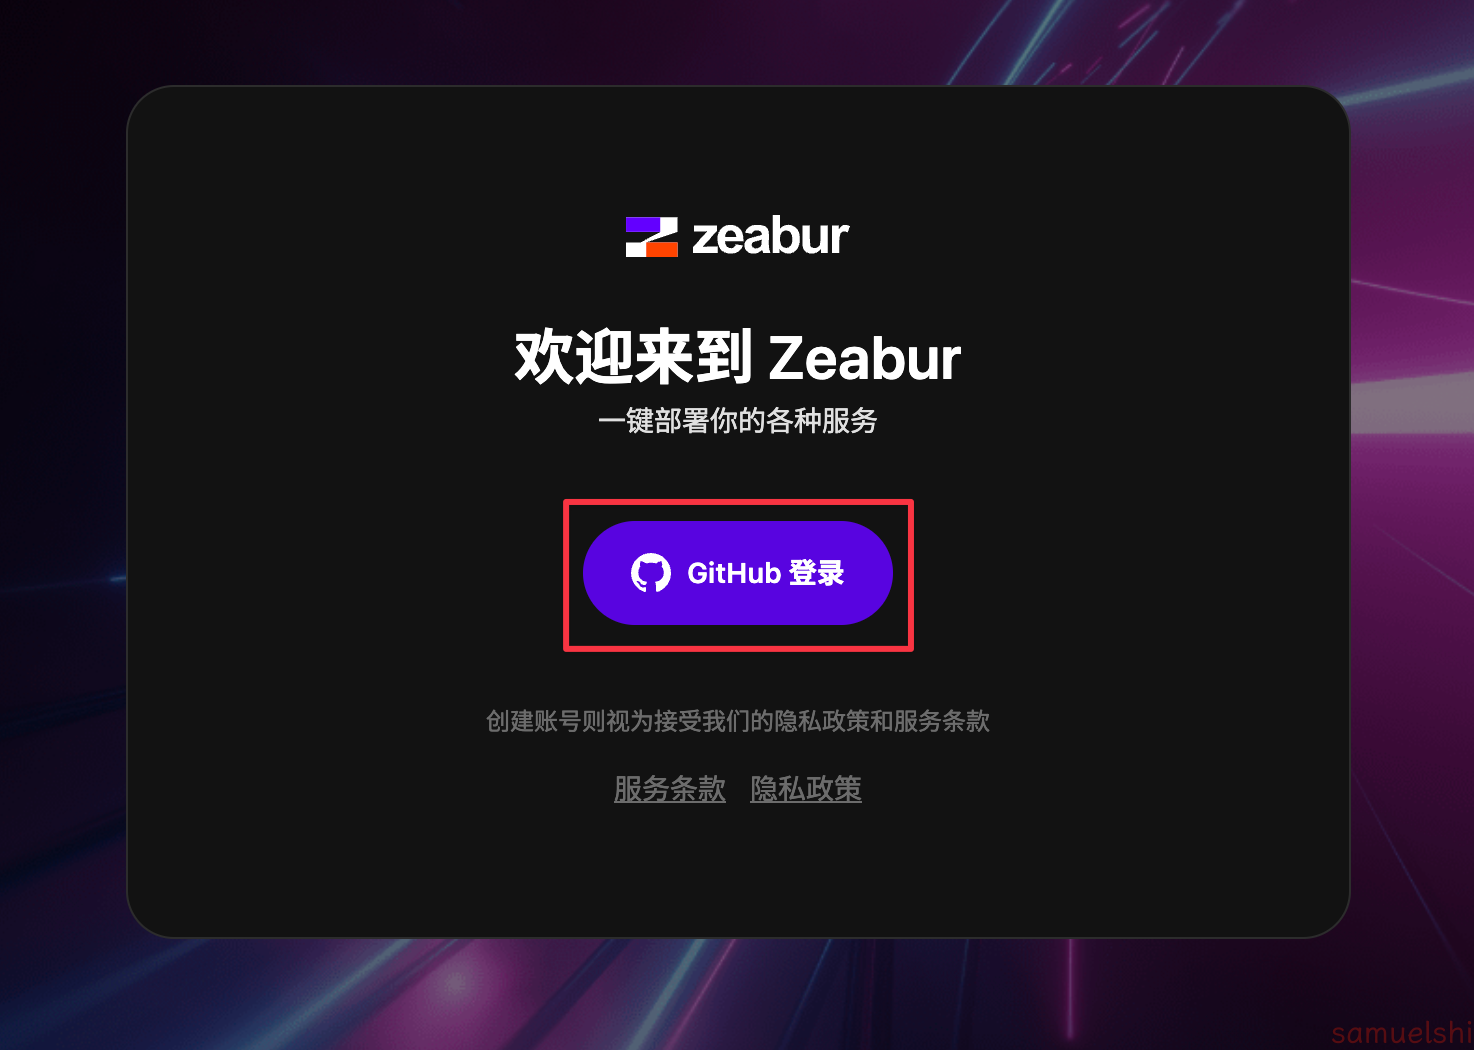 zeabur
欢迎来到 Zeabur
一键部署你的各种服务
GitHub 登录
创建账号则视为接受我们的隐私政策和服务条款
服务条款 隐私政策
samuelshi